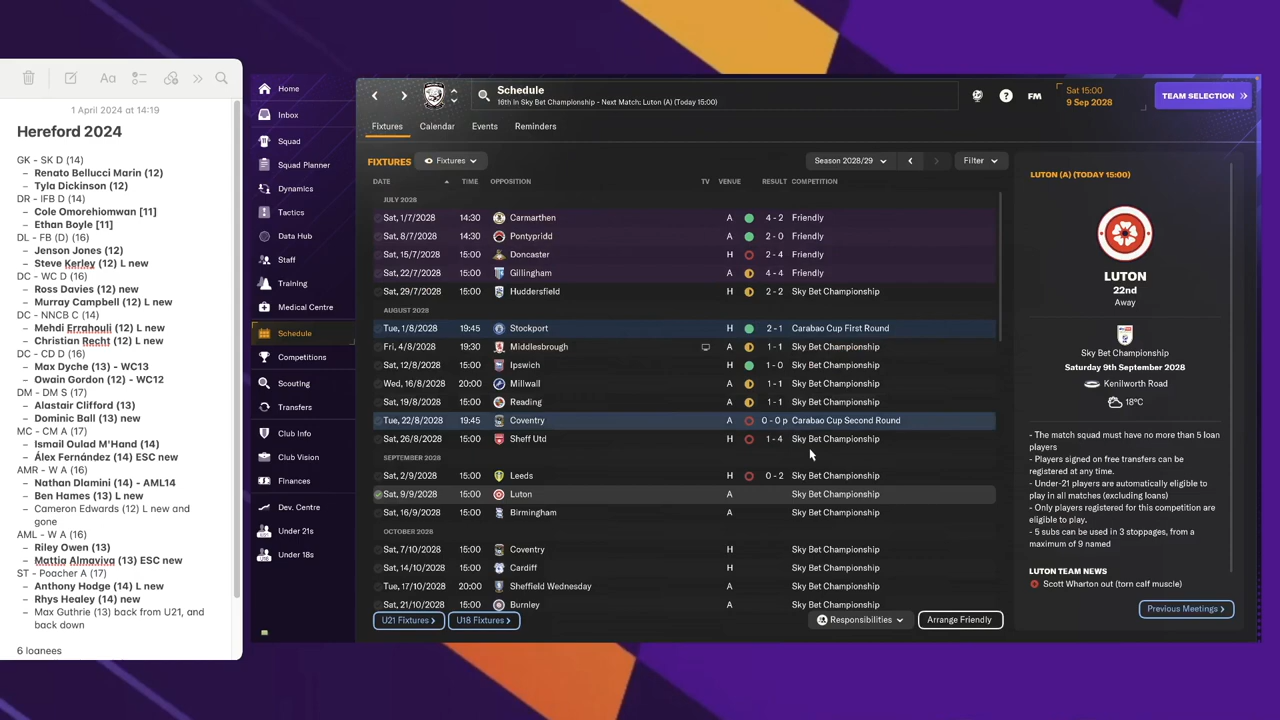 1 April 2024 at 14:19
Hereford 2024
GK - SK D (14)
– Renato Bellucci Marin (12)
– Tyla Dickinson (12)
DR - IFB D (14)
– Cole Omorehiomwan [11]
– Ethan Boyle [11]
DL - FB (D) (16)
– Jenson Jones (12)
– Steve Kerley (12) L new
DC - WC D (16)
– Ross Davies (12) new
– Murray Campbell (12) L new
DC - NNCB C (14)
– Mehdi Errahouli (12) L new
– Christian Recht (12) L new
DC - CD D (16)
– Max Dyche (13) - WC13
– Owain Gordon (12) - WC12
DM - DM S (17)
– Alastair Clifford (13)
– Dominic Ball (13) new
MC - CM A (17)
– Ismail Oulad M'Hand (14)
– Álex Fernández (14) ESC new
AMR - W A (16)
– Nathan Dlamini (14) - AML14
– Ben Hames (13) L new
– Cameron Edwards (12) L new and
gone
AML - W A (16)
– Riley Owen (13)
– Mattia Almaviva (13) ESC new
ST - Poacher A (17)
– Anthony Hodge (14) L new
– Rhys Healey (14) new
– Max Guthrie (13) back from U21, and
back down
6 loanees
Home
Inbox
Squad
Squad Planner
Dynamics
Tactics
Data Hub
Staff
Training
Medical Centre
Schedule
Competitions
Scouting
Transfers
Club Info
Club Vision
Finances
Dev. Centre
Under 21s
Under 18s
Schedule
16th in Sky Bet Championship - Next Match: Luton (A) (Today 15:00)
FM
Sat 15:00
9 Sep 2028
TEAM SELECTION
Fixtures Calendar Events Reminders
FIXTURES Fixtures Season 2028/29 Filter
DATE TIME OPPOSITION TV VENUE RESULT COMPETITION
JULY 2028
Sat, 1/7/2028 14:30 Carmarthen A 4 - 2 Friendly
Sat, 8/7/2028 14:30 Pontypridd A 2 - 0 Friendly
Sat, 15/7/2028 15:00 Doncaster H 2 - 4 Friendly
Sat, 22/7/2028 15:00 Gillingham A 4 - 4 Friendly
Sat, 29/7/2028 15:00 Huddersfield H 2 - 2 Sky Bet Championship
AUGUST 2028
Tue, 1/8/2028 19:45 Stockport H 2 - 1 Carabao Cup First Round
Fri, 4/8/2028 19:30 Middlesbrough A 1 - 1 Sky Bet Championship
Sat, 12/8/2028 15:00 Ipswich H 1 - 0 Sky Bet Championship
Wed, 16/8/2028 20:00 Millwall A 1 - 1 Sky Bet Championship
Sat, 19/8/2028 15:00 Reading A 1 - 1 Sky Bet Championship
Tue, 22/8/2028 19:45 Coventry A 0 - 0 p Carabao Cup Second Round
Sat, 26/8/2028 15:00 Sheff Utd H 1 - 4 Sky Bet Championship
SEPTEMBER 2028
Sat, 2/9/2028 15:00 Leeds H 0 - 2 Sky Bet Championship
Sat, 9/9/2028 15:00 Luton A Sky Bet Championship
Sat, 16/9/2028 15:00 Birmingham A Sky Bet Championship
OCTOBER 2028
Sat, 7/10/2028 15:00 Coventry H Sky Bet Championship
Sat, 14/10/2028 15:00 Cardiff H Sky Bet Championship
Tue, 17/10/2028 20:00 Sheffield Wednesday A Sky Bet Championship
Sat, 21/10/2028 15:00 Burnley A Sky Bet Championship
U21 Fixtures U18 Fixtures Responsibilities Arrange Friendly
LUTON (A) (TODAY 15:00)
LUTON
22nd
Away
Sky Bet Championship
Saturday 9th September 2028
Kenilworth Road
18°C
- The match squad must have no more than 5 loan
players
- Players signed on free transfers can be
registered at any time.
- Under-21 players are automatically eligible to
play in all matches (excluding loans)
- Only players registered for this competition are
eligible to play.
- 5 subs can be used in 3 stoppages, from a
maximum of 9 named
LUTON TEAM NEWS
Scott Wharton out (torn calf muscle)
Previous Meetings